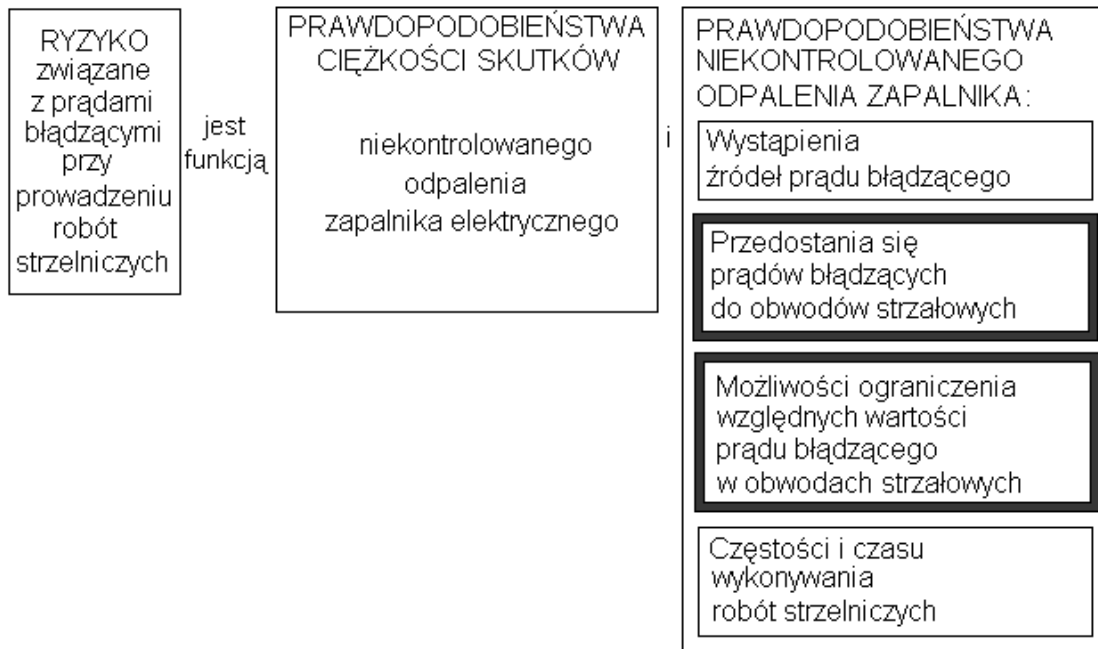 RYZYKO
związane
z prądami
błądzącymi
przy
prowadzeniu
robót
strzelniczych
jest
funkcją
PRAWDOPODOBIEŃSTWA
CIĘŻKOŚCI SKUTKÓW
niekontrolowanego
odpalenia
zapalnika elektrycznego
i
PRAWDOPODOBIEŃSTWA
NIEKONTROLOWANEGO
ODPALENIA ZAPALNIKA:
Wystąpienia
źródeł prądu błądzącego
Przedostania się
prądów błądzących
do obwodów strzałowych
Możliwości ograniczenia
względnych wartości
prądu błądzącego
w obwodach strzałowych
Częstości i czasu
wykonywania
robót strzelniczych